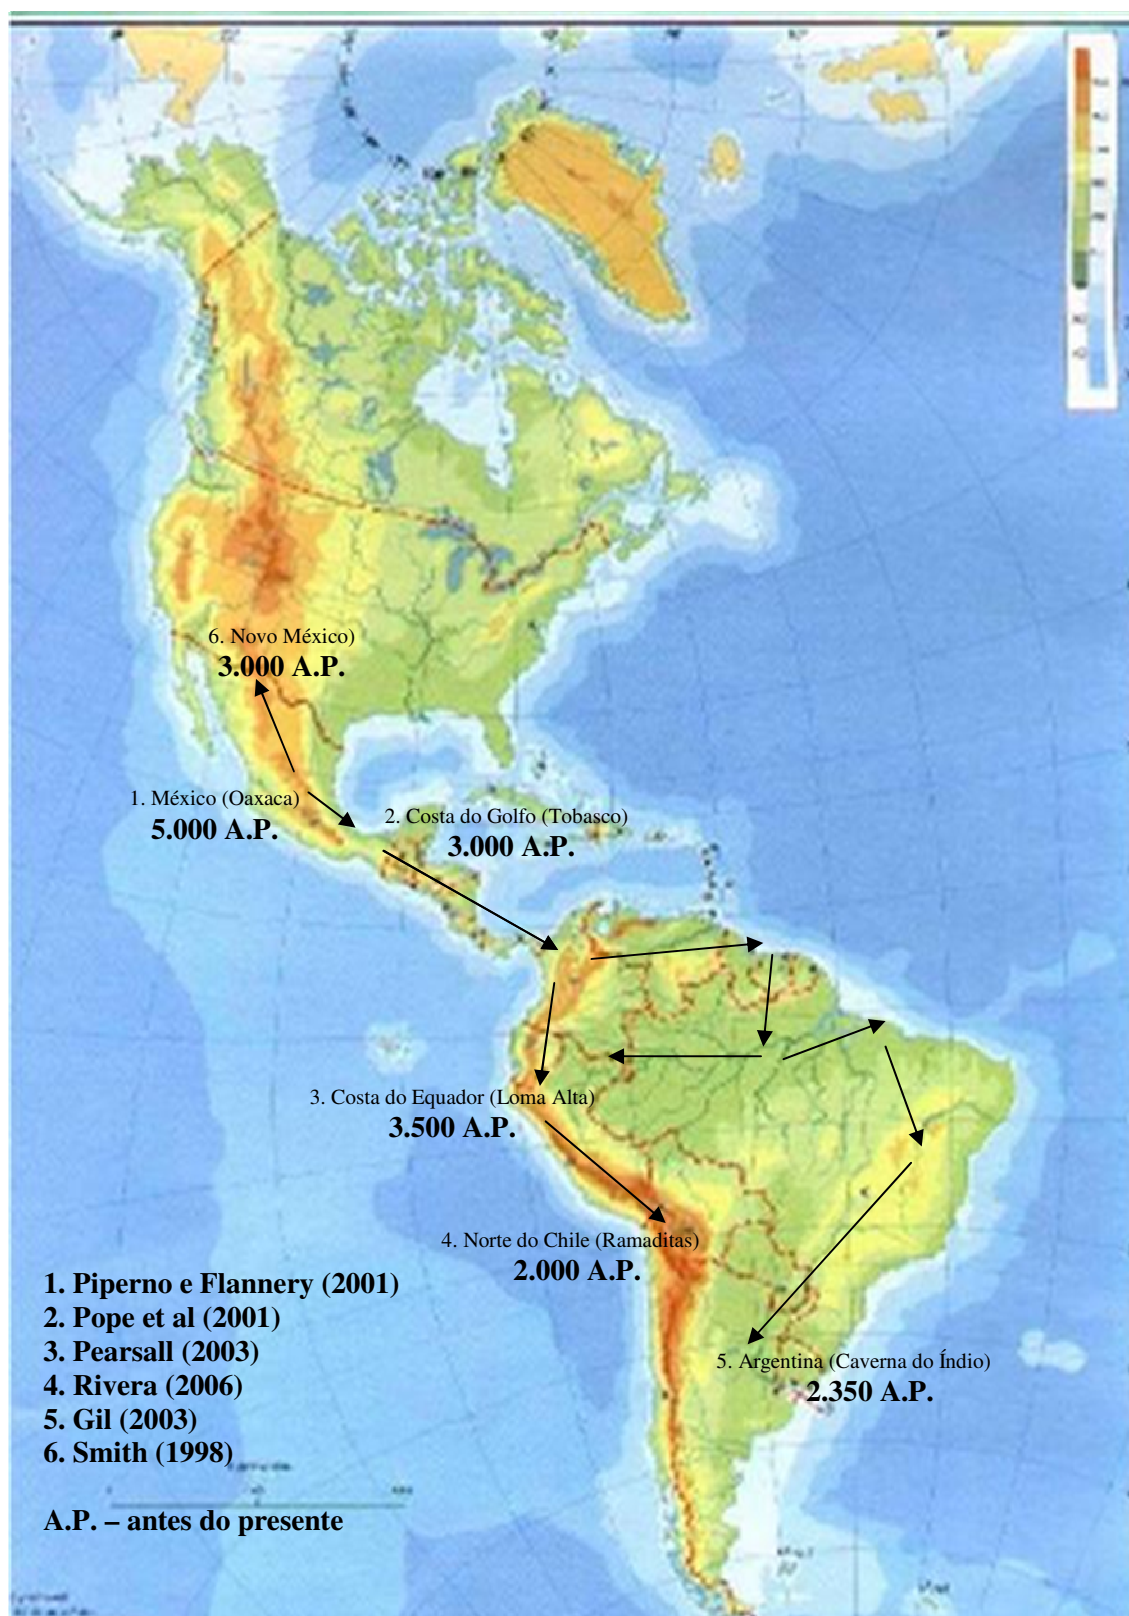 6. Novo México)
3.000 A.P.
1. México (Oaxaca)
5.000 A.P.
2. Costa do Golfo (Tobasco)
3.000 A.P.
3. Costa do Equador (Loma Alta)
3.500 A.P.
4. Norte do Chile (Ramaditas)
2.000 A.P.
5. Argentina (Caverna do Índio)
2.350 A.P.
1. Piperno e Flannery (2001)
2. Pope et al (2001)
3. Pearsall (2003)
4. Rivera (2006)
5. Gil (2003)
6. Smith (1998)
A.P. – antes do presente